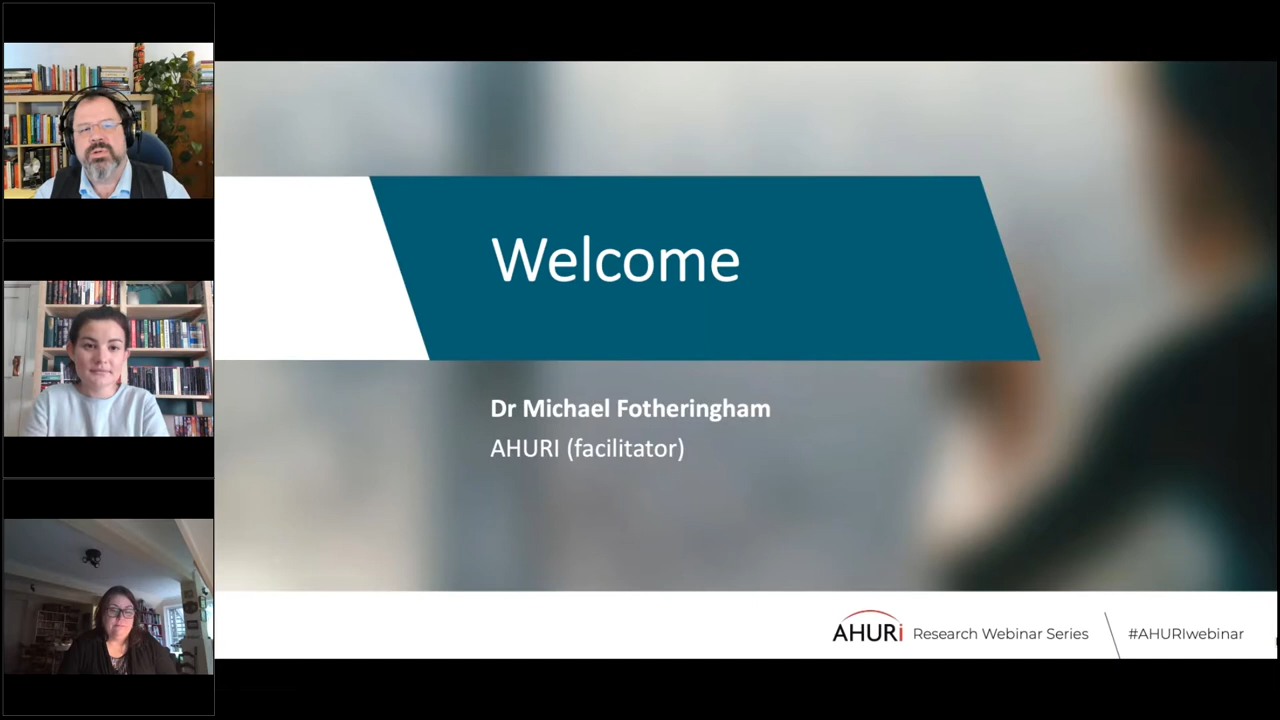 Welcome
Dr Michael Fotheringham
AHURI (facilitator)
AHURi Research Webinar Series
#AHURIwebinar